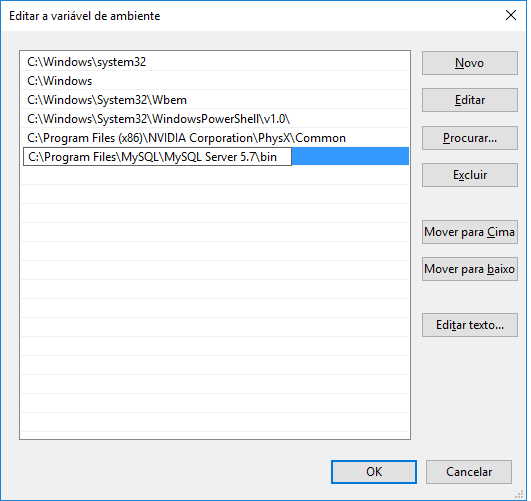 Editar a variável de ambiente
C:\Windows\system32
C:\Windows
C:\Windows\System32\Wbem
C:\Windows\System32\WindowsPowerShell\v1.0\
C:\Program Files (x86)\NVIDIA Corporation\PhysX\Common
C:\Program Files\MySQL\MySQL Server 5.7\bin
Novo
Editar
Procurar...
Excluir
Mover para Cima
Mover para baixo
Editar texto...
OK
Cancelar